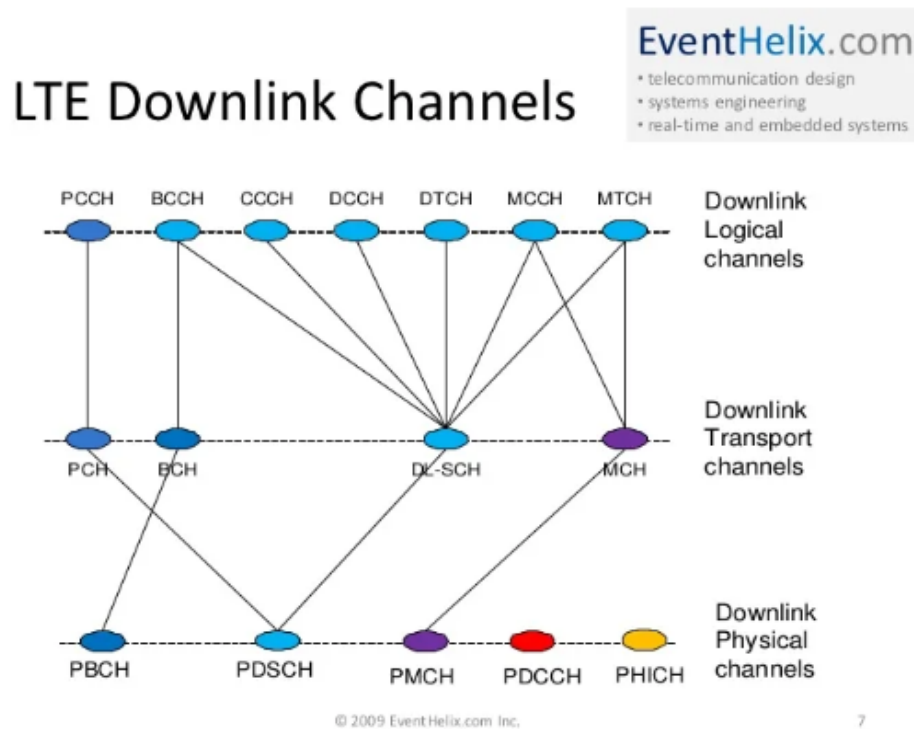 EventHelix.com
• telecommunication design
• systems engineering
• real-time and embedded systems
LTE Downlink Channels
PCCH BCCH CCCH DCCH DTCH MCCH MTCH
Downlink
Logical
channels
Downlink
Transport
channels
PCH BCH DL-SCH MCH
Downlink
Physical
channels
PBCH PDSCH PMCH PDCCH PHICH
© 2009 EventHelix.com Inc.
7